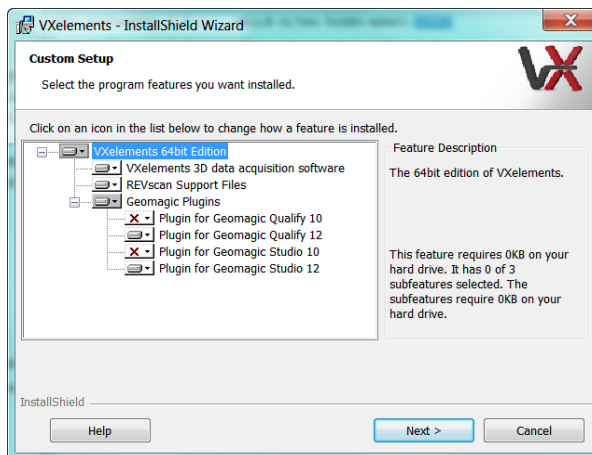 VXelements - InstallShield Wizard
Custom Setup
Select the program features you want installed.
VX
Click on an icon in the list below to change how a feature is installed.
VXelements 64bit Edition
VXelements 3D data acquisition software
REVscan Support Files
Geomagic Plugins
Plugin for Geomagic Qualify 10
Plugin for Geomagic Qualify 12
Plugin for Geomagic Studio 10
Plugin for Geomagic Studio 12
Feature Description
The 64bit edition of VXelements.
This feature requires 0KB on your
hard drive. It has 0 of 3
subfeatures selected. The
subfeatures require 0KB on your
hard drive.
InstallShield
Help
Next >
Cancel